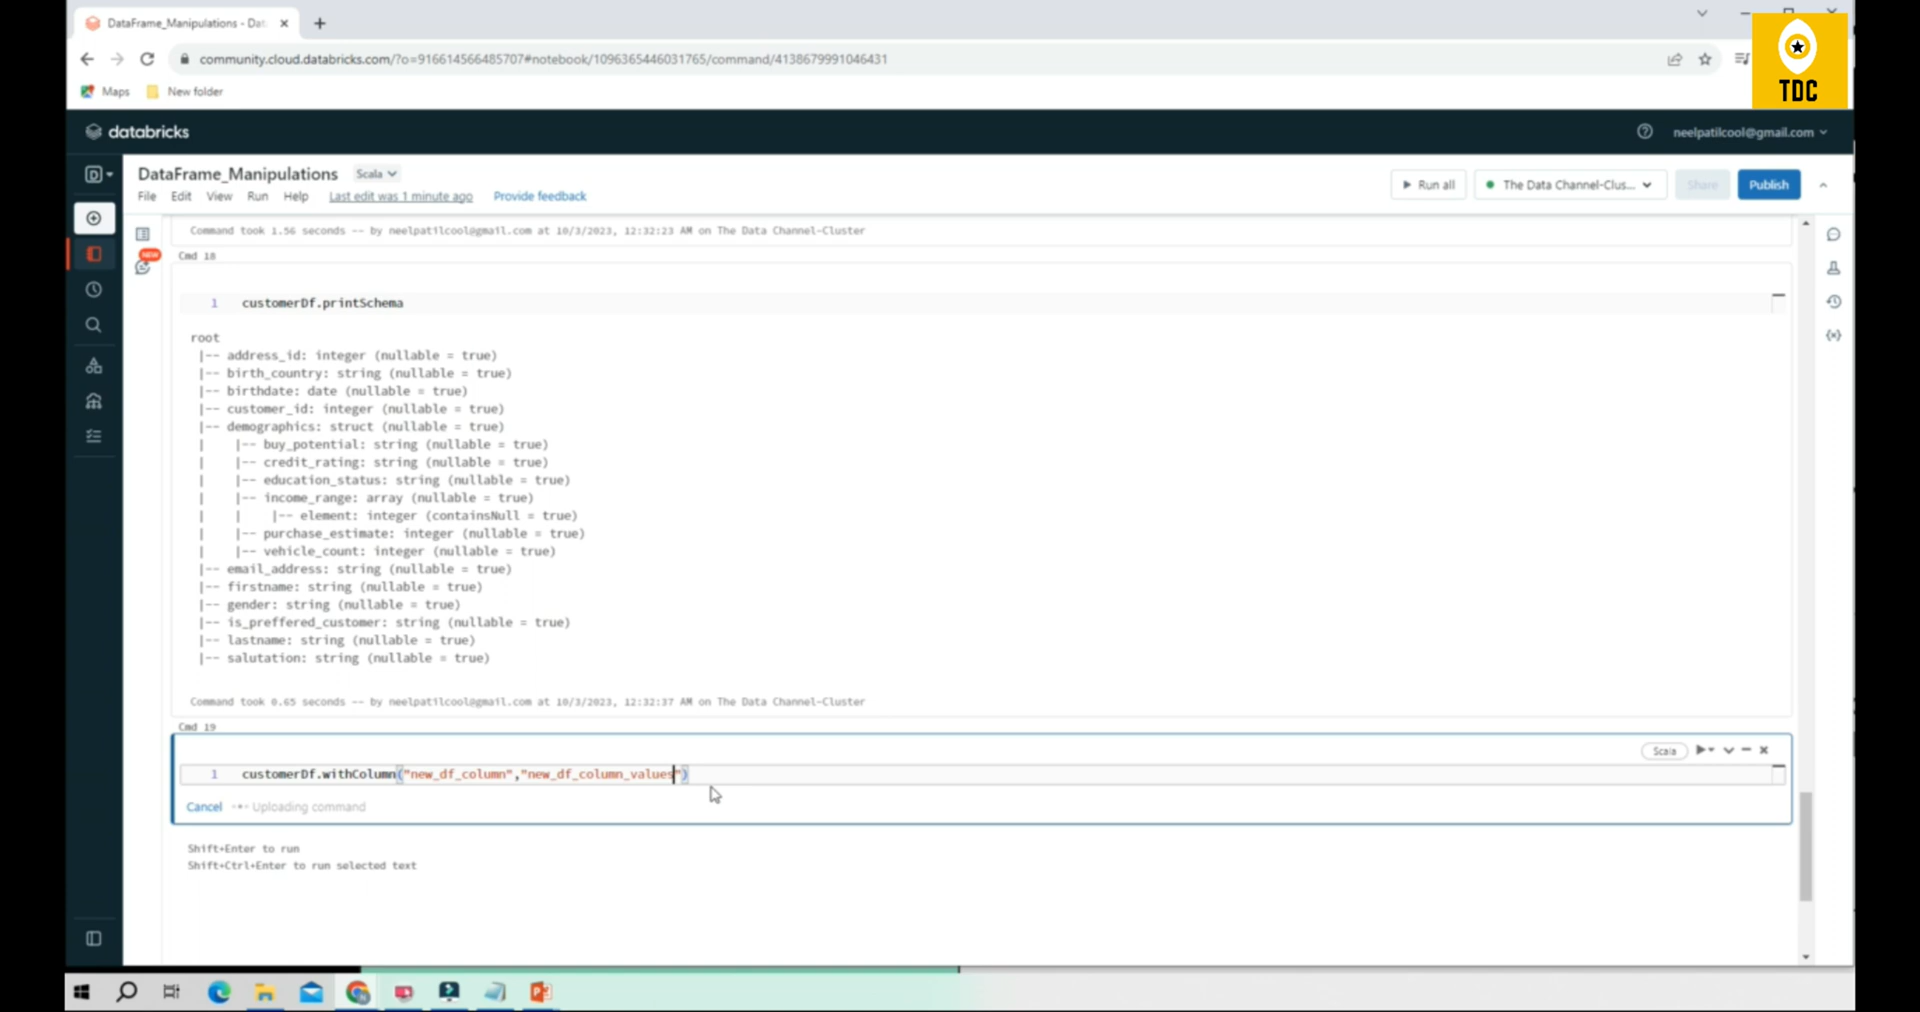 DataFrame_Manipulations - Dat
community.cloud.databricks.com/?o=916614566485707#notebook/1096365446031765/command/4138679991046431
Maps
New folder
TDC
databricks
neelpatilcool@gmail.com
D
DataFrame_Manipulations
Scala
File Edit View Run Help Last edit was 1 minute ago Provide feedback
Run all
The Data Channel-Clus...
Share
Publish
NEW
Command took 1.56 seconds -- by neelpatilcool@gmail.com at 10/3/2023, 12:32:23 AM on The Data Channel-Cluster
Cmd 18
1 customerDf.printSchema
root
|-- address_id: integer (nullable = true)
|-- birth_country: string (nullable = true)
|-- birthdate: date (nullable = true)
|-- customer_id: integer (nullable = true)
|-- demographics: struct (nullable = true)
| |-- buy_potential: string (nullable = true)
| |-- credit_rating: string (nullable = true)
| |-- education_status: string (nullable = true)
| |-- income_range: array (nullable = true)
| | |-- element: integer (containsNull = true)
| |-- purchase_estimate: integer (nullable = true)
| |-- vehicle_count: integer (nullable = true)
|-- email_address: string (nullable = true)
|-- firstname: string (nullable = true)
|-- gender: string (nullable = true)
|-- is_preffered_customer: string (nullable = true)
|-- lastname: string (nullable = true)
|-- salutation: string (nullable = true)
Command took 0.65 seconds -- by neelpatilcool@gmail.com at 10/3/2023, 12:32:37 AM on The Data Channel-Cluster
Cmd 19
Scala
1 customerDf.withColumn("new_df_column","new_df_column_values")
Cancel Uploading command
Shift+Enter to run
Shift+Ctrl+Enter to run selected text